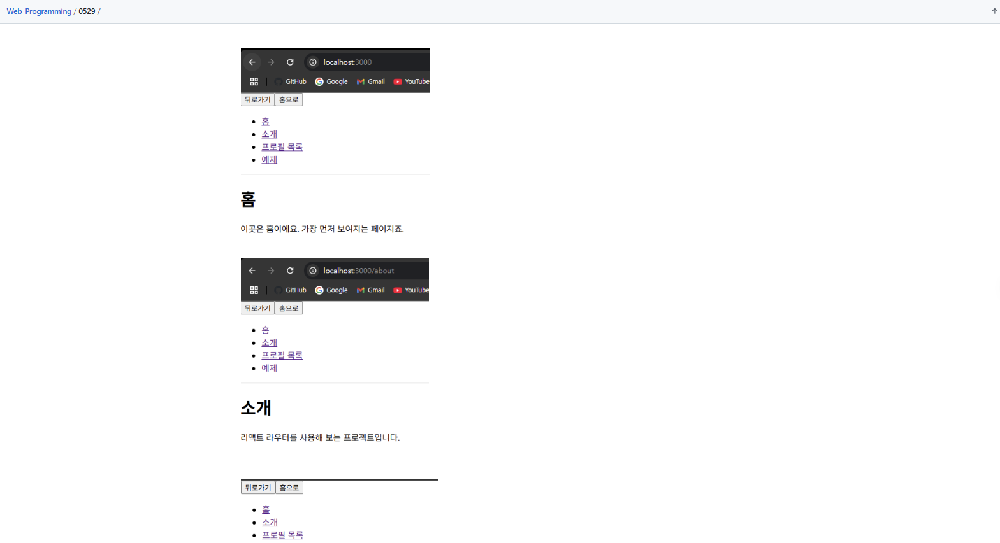 Web_Programming / 0529 /
localhost:3000
GitHub Google Gmail YouTube
뒤로가기 홈으로
홈
소개
프로필 목록
예제
홈
이곳은 홈이에요. 가장 먼저 보여지는 페이지죠.
localhost:3000/about
GitHub Google Gmail YouTube
뒤로가기 홈으로
홈
소개
프로필 목록
예제
소개
리액트 라우터를 사용해 보는 프로젝트입니다.
뒤로가기 홈으로
홈
소개
프로필 목록